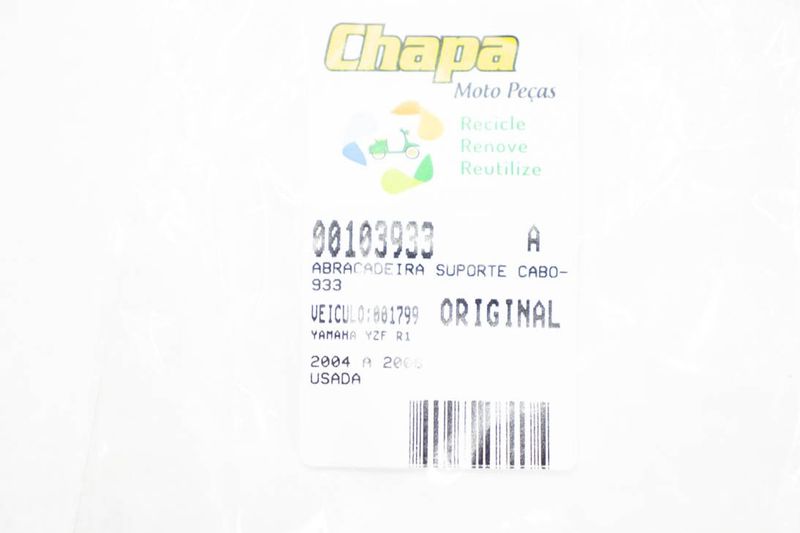 Chapa
Moto Peças
Recicle
Renove
Reutilize
00103933 A
ABRACADEIRA SUPORTE CABO-
933
VEICULO:001799 ORIGINAL
YAMAHA YZF R1
2004 A 2006
USADA